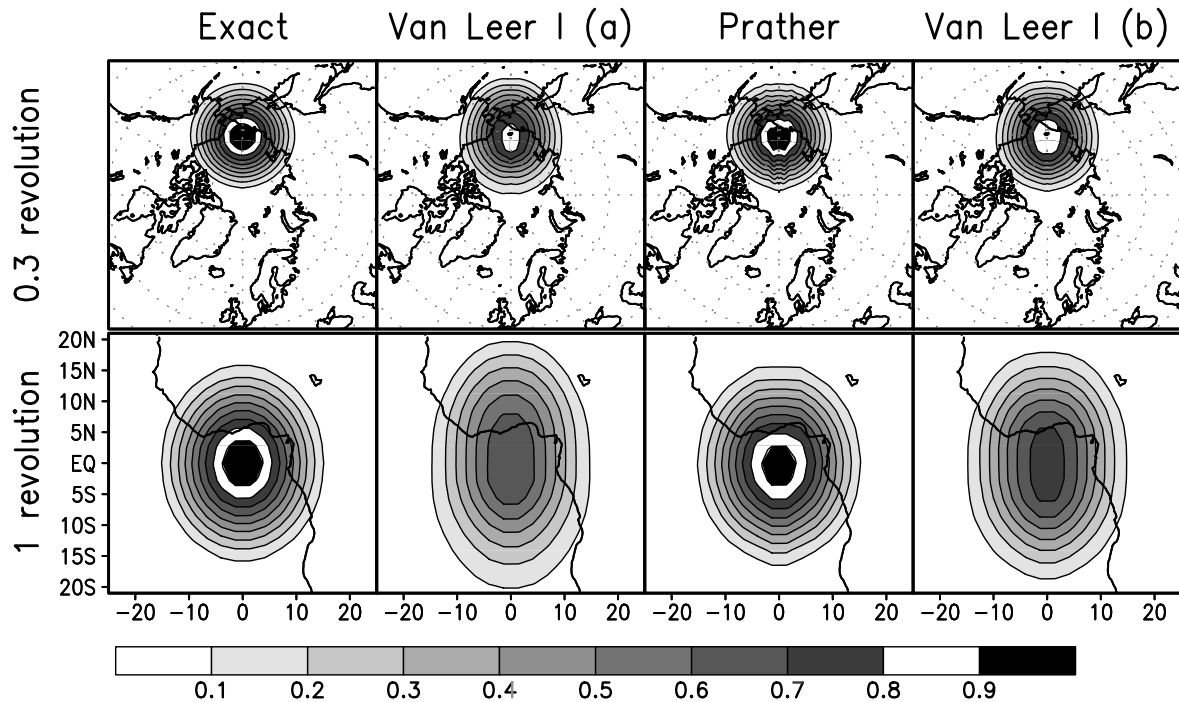 Exact Van Leer I (a) Prather Van Leer I (b)
0.3 revolution
1 revolution
20N
15N
10N
5N
EQ
5S
10S
15S
20S
−20 −10 0 10 20 −20 −10 0 10 20 −20 −10 0 10 20 −20 −10 0 10 20
0.1 0.2 0.3 0.4 0.5 0.6 0.7 0.8 0.9